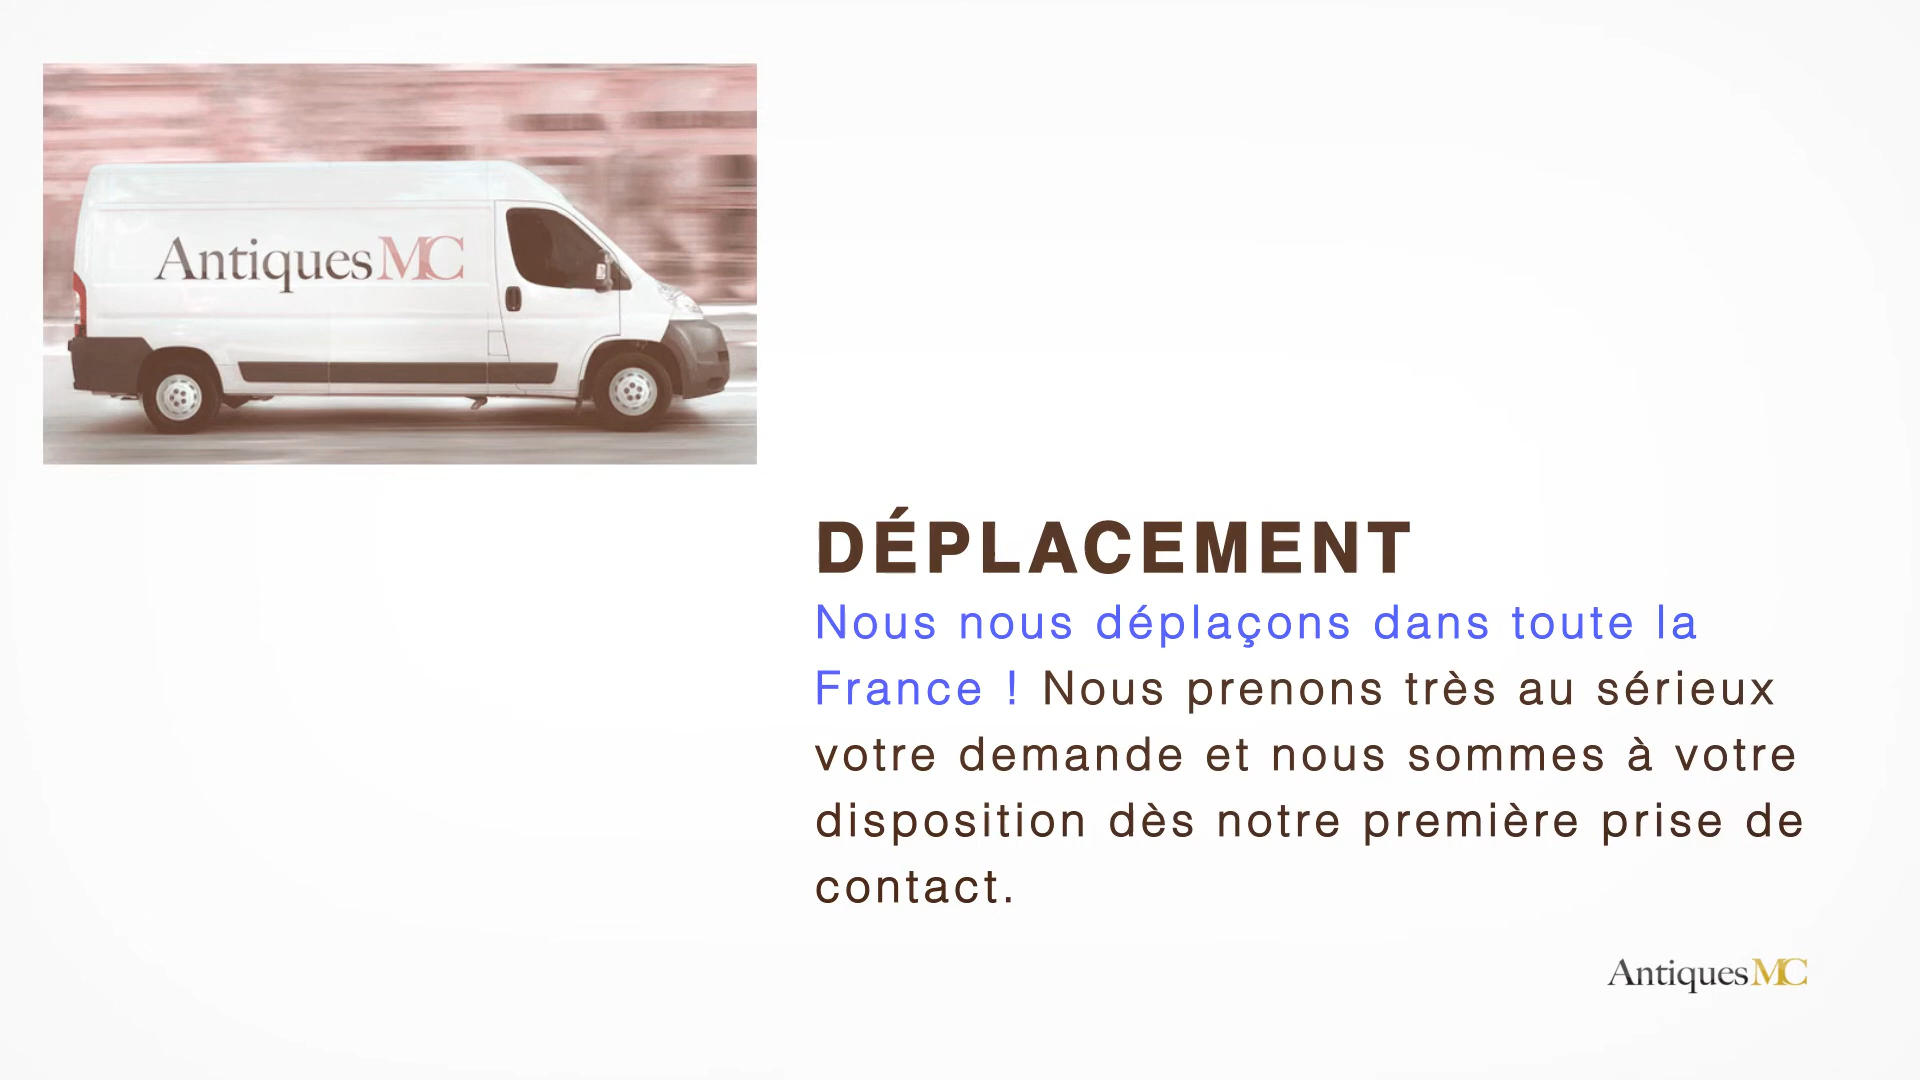 AntiquesMC
DÉPLACEMENT
Nous nous déplaçons dans toute la
France ! Nous prenons très au sérieux
votre demande et nous sommes à votre
disposition dès notre première prise de
contact.
AntiquesMC